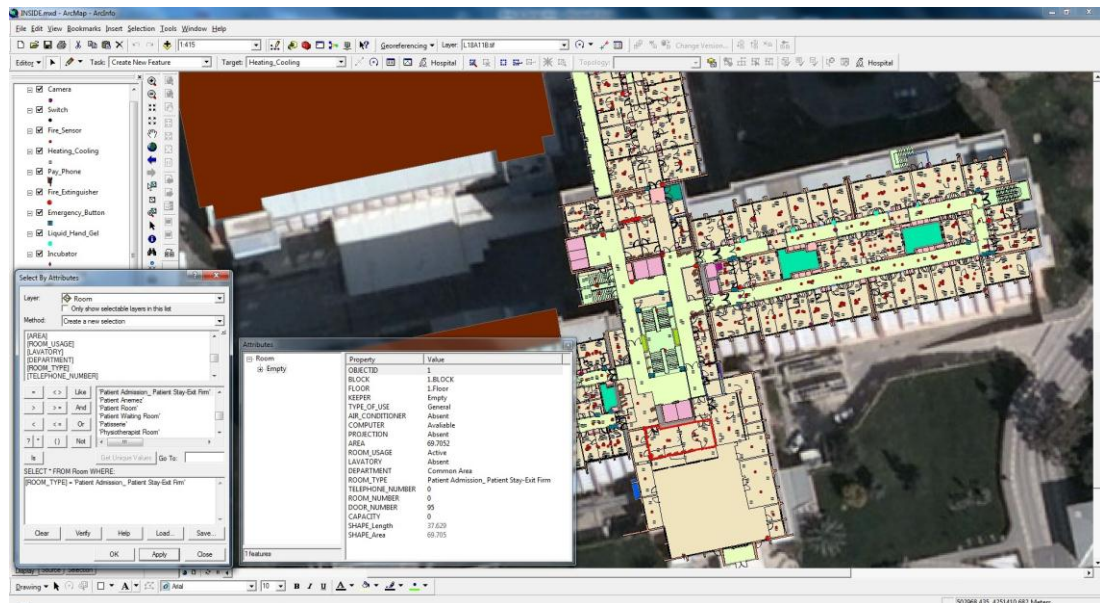 INSIDE.mxd - ArcMap - ArcInfo
File Edit View Bookmarks Insert Selection Tools Window Help
1:415 Georeferencing Layer: L18A11B.tif Change Version...
Editor Task: Create New Feature Target: Heating_Cooling Hospital Topology: Hospital
Camera
Switch
Fire_Sensor
Heating_Cooling
Pay_Phone
Fire_Extinguisher
Emergency_Button
Liquid_Hand_Gel
Incubator
Select By Attributes
Layer: Room
Only show selectable layers in this list
Method: Create a new selection
[AREA]
[ROOM_USAGE]
[LAVATORY]
[DEPARTMENT]
[ROOM_TYPE]
[TELEPHONE_NUMBER]
= < > Like 'Patient Admission_ Patient Stay-Exit Firm'
'Patient Anemez'
> > = And 'Patient Room'
'Patient Waiting Room'
< < = Or 'Patisserie'
'Physiotherapist Room'
? * ( ) Not
Is Get Unique Values Go To:
SELECT * FROM Room WHERE:
[ROOM_TYPE] = 'Patient Admission_ Patient Stay-Exit Firm'
Clear Verify Help Load... Save...
OK Apply Close
Attributes
Room
Empty
Property Value
OBJECTID 1
BLOCK 1.BLOCK
FLOOR 1.Floor
KEEPER Empty
TYPE_OF_USE General
AIR_CONDITIONER Absent
COMPUTER Avaliable
PROJECTION Absent
AREA 69.7052
ROOM_USAGE Active
LAVATORY Absent
DEPARTMENT Common Area
ROOM_TYPE Patient Admission_ Patient Stay-Exit Firm
TELEPHONE_NUMBER 0
ROOM_NUMBER 0
DOOR_NUMBER 95
CAPACITY 0
SHAPE_Length 37.629
SHAPE_Area 69.705
1 features
Display Source Selection
Drawing A Arial 10 B I U A
502968,435 4251410,682 Meters